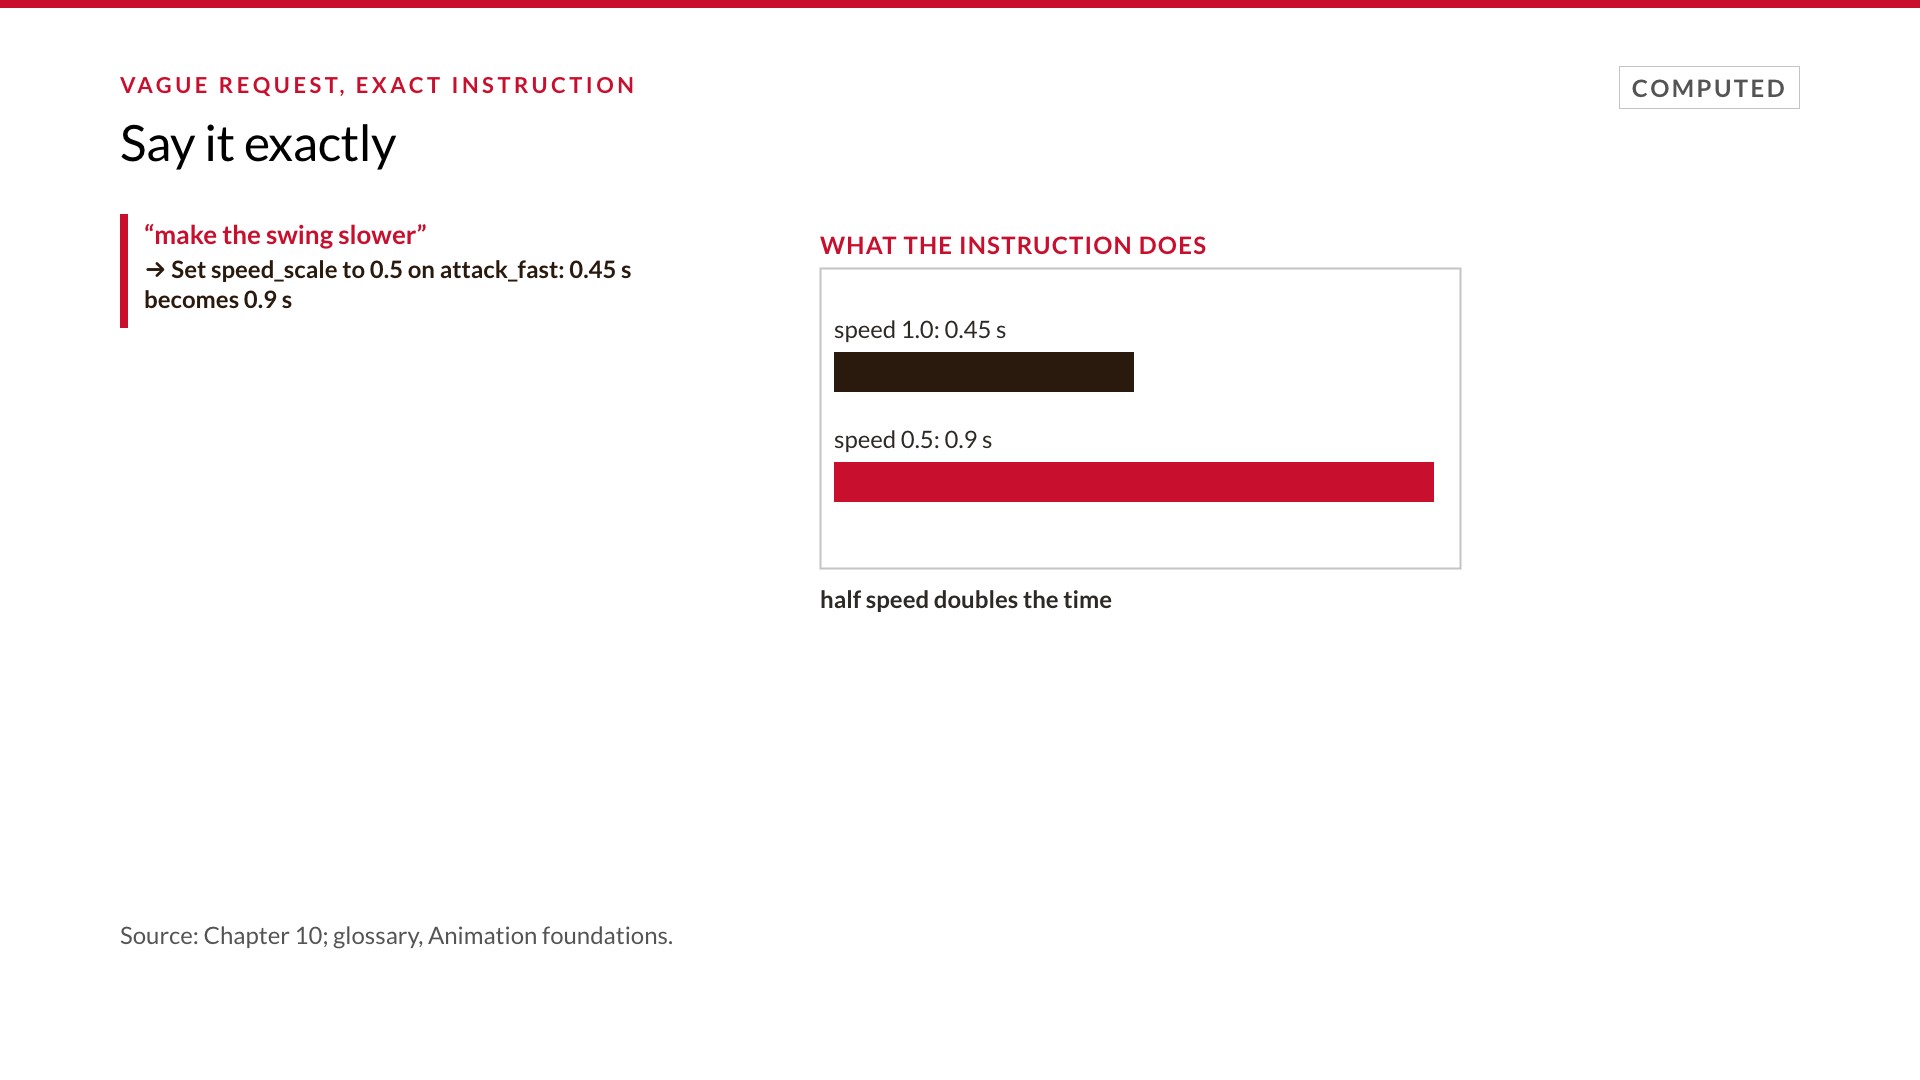 VAGUE REQUEST, EXACT INSTRUCTION
COMPUTED
Say it exactly
“make the swing slower”
→ Set speed_scale to 0.5 on attack_fast: 0.45 s
becomes 0.9 s
WHAT THE INSTRUCTION DOES
speed 1.0: 0.45 s
speed 0.5: 0.9 s
half speed doubles the time
Source: Chapter 10; glossary, Animation foundations.